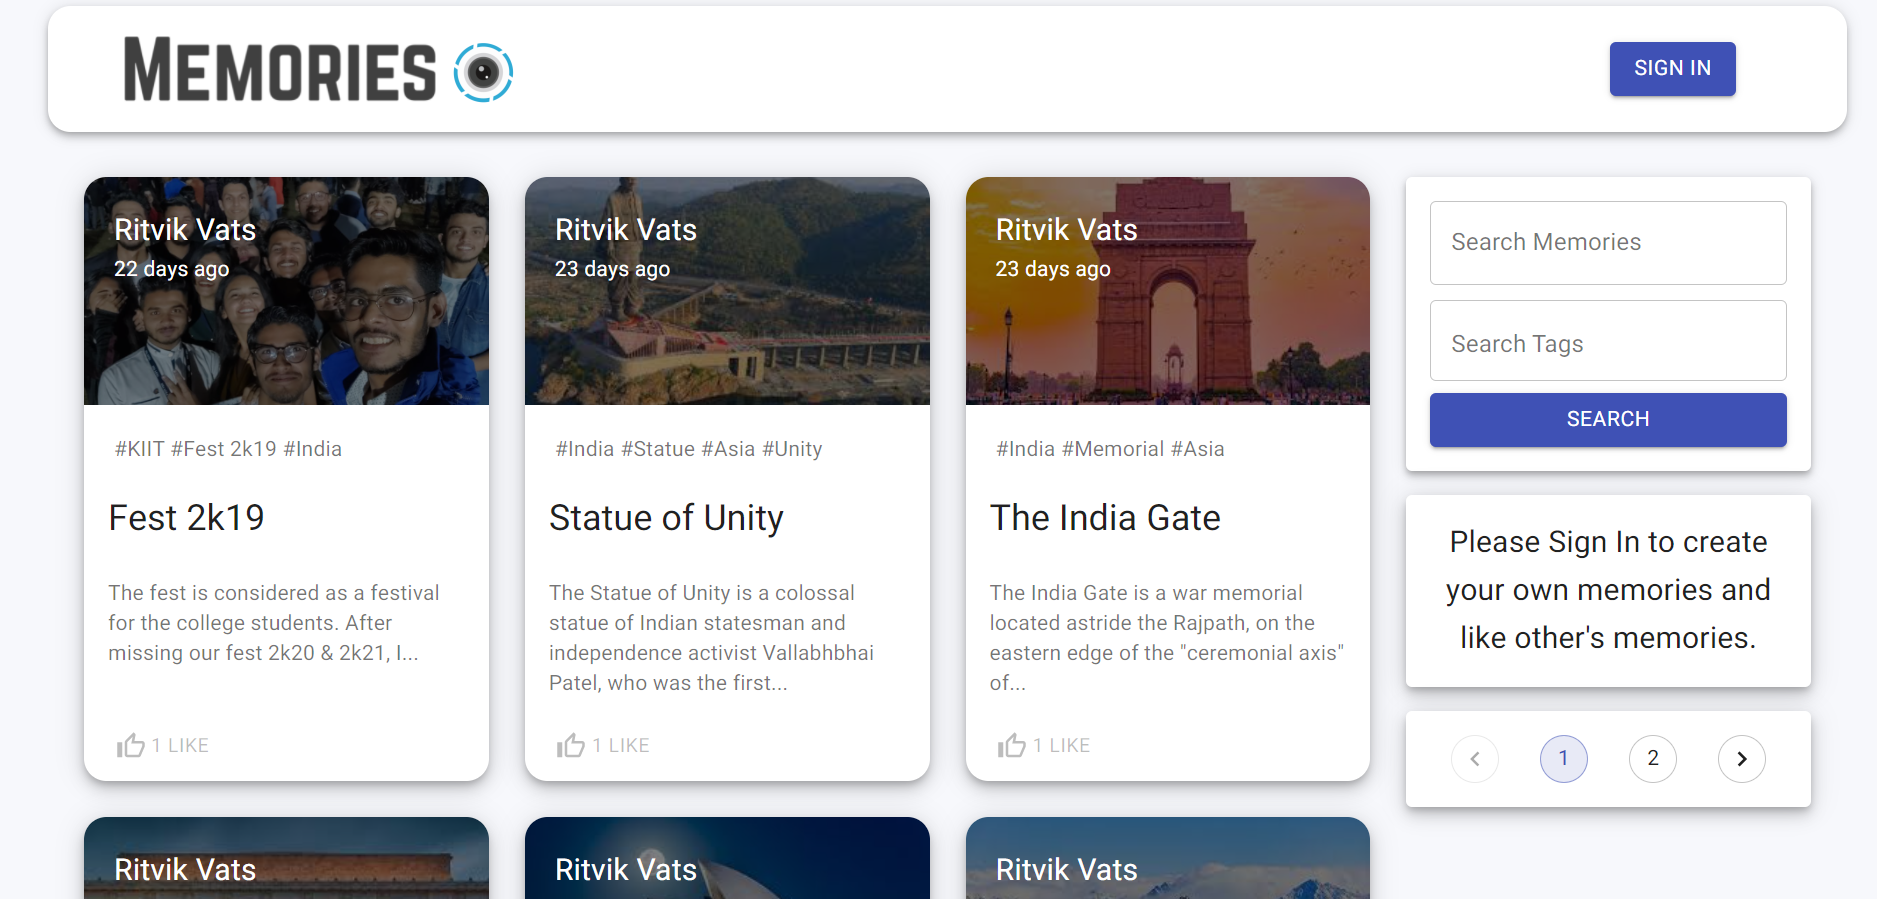 MEMORIES
SIGN IN
Ritvik Vats
22 days ago
#KIIT #Fest 2k19 #India
Fest 2k19
The fest is considered as a festival
for the college students. After
missing our fest 2k20 & 2k21, I...
1 LIKE
Ritvik Vats
23 days ago
#India #Statue #Asia #Unity
Statue of Unity
The Statue of Unity is a colossal
statue of Indian statesman and
independence activist Vallabhbhai
Patel, who was the first...
1 LIKE
Ritvik Vats
23 days ago
#India #Memorial #Asia
The India Gate
The India Gate is a war memorial
located astride the Rajpath, on the
eastern edge of the "ceremonial axis"
of...
1 LIKE
Search Memories
Search Tags
SEARCH
Please Sign In to create
your own memories and
like other's memories.
1 2
Ritvik Vats
Ritvik Vats
Ritvik Vats